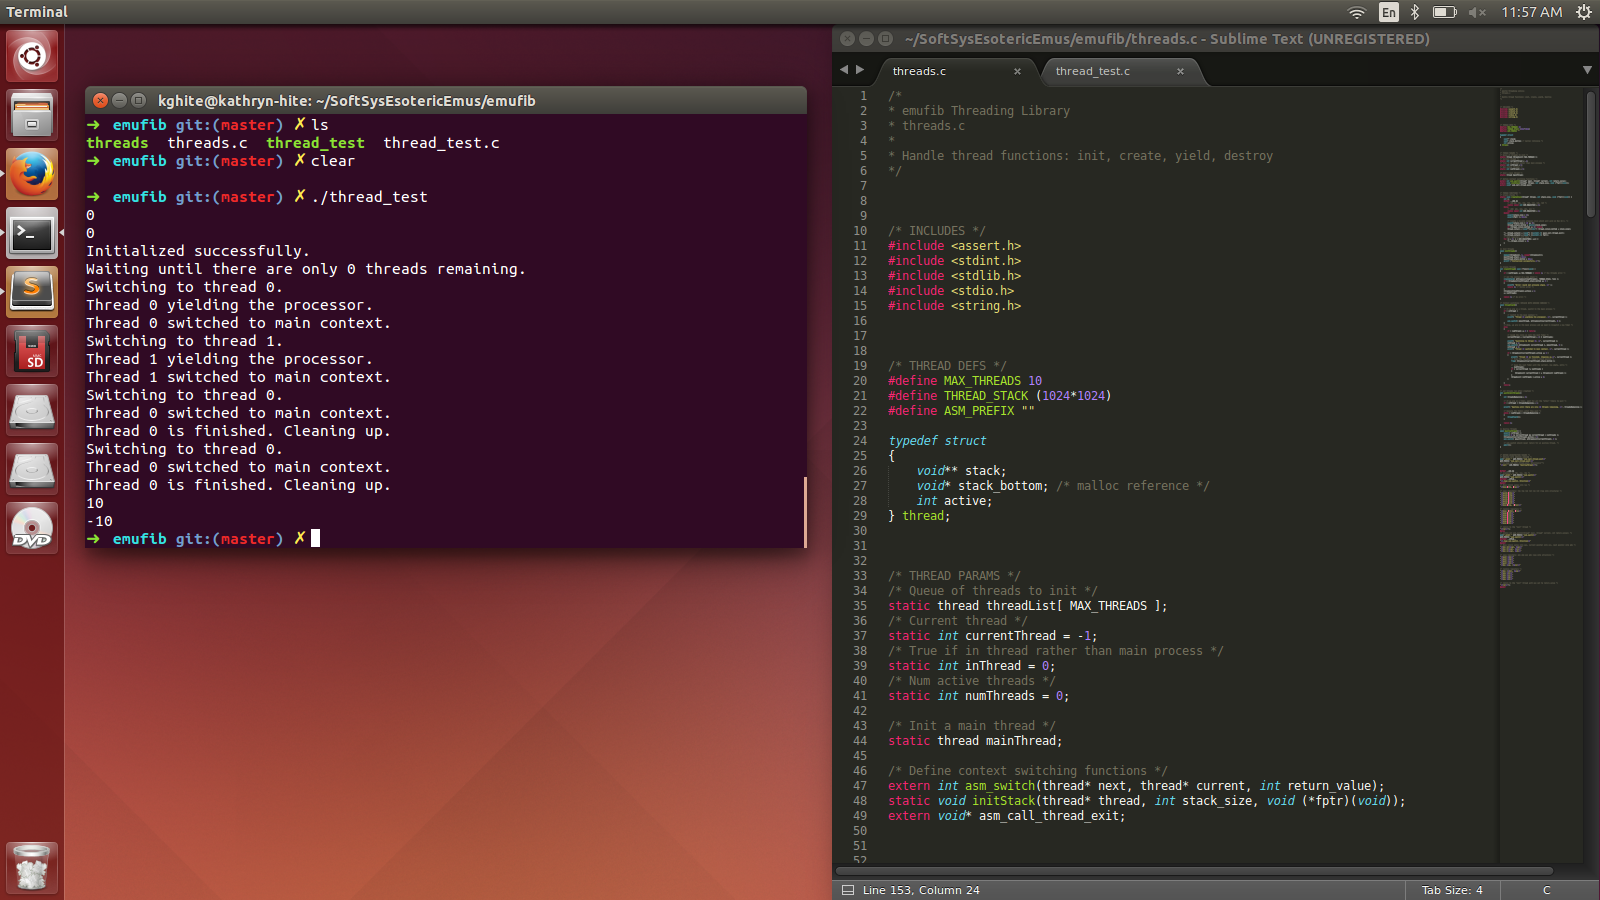 Terminal
En
11:57 AM
kghite@kathryn-hite: ~/SoftSysEsotericEmus/emufib
➜ emufib git:(master) ✗ ls
threads threads.c thread_test thread_test.c
➜ emufib git:(master) ✗ clear
➜ emufib git:(master) ✗ ./thread_test
0
0
Initialized successfully.
Waiting until there are only 0 threads remaining.
Switching to thread 0.
Thread 0 yielding the processor.
Thread 0 switched to main context.
Switching to thread 1.
Thread 1 yielding the processor.
Thread 1 switched to main context.
Switching to thread 0.
Thread 0 switched to main context.
Thread 0 is finished. Cleaning up.
Switching to thread 0.
Thread 0 switched to main context.
Thread 0 is finished. Cleaning up.
10
-10
➜ emufib git:(master) ✗
S
SD
DVD
~/SoftSysEsotericEmus/emufib/threads.c - Sublime Text (UNREGISTERED)
threads.c ×
thread_test.c ×
1 /*
2 * emufib Threading Library
3 * threads.c
4 *
5 * Handle thread functions: init, create, yield, destroy
6 */
7
8
9
10 /* INCLUDES */
11 #include <assert.h>
12 #include <stdint.h>
13 #include <stdlib.h>
14 #include <stdio.h>
15 #include <string.h>
16
17
18
19 /* THREAD DEFS */
20 #define MAX_THREADS 10
21 #define THREAD_STACK (1024*1024)
22 #define ASM_PREFIX ""
23
24 typedef struct
25 {
26 void** stack;
27 void* stack_bottom; /* malloc reference */
28 int active;
29 } thread;
30
31
32
33 /* THREAD PARAMS */
34 /* Queue of threads to init */
35 static thread threadList[ MAX_THREADS ];
36 /* Current thread */
37 static int currentThread = -1;
38 /* True if in thread rather than main process */
39 static int inThread = 0;
40 /* Num active threads */
41 static int numThreads = 0;
42
43 /* Init a main thread */
44 static thread mainThread;
45
46 /* Define context switching functions */
47 extern int asm_switch(thread* next, thread* current, int return_value);
48 static void initStack(thread* thread, int stack_size, void (*fptr)(void));
49 extern void* asm_call_thread_exit;
50
51
52
Line 153, Column 24
Tab Size: 4
C